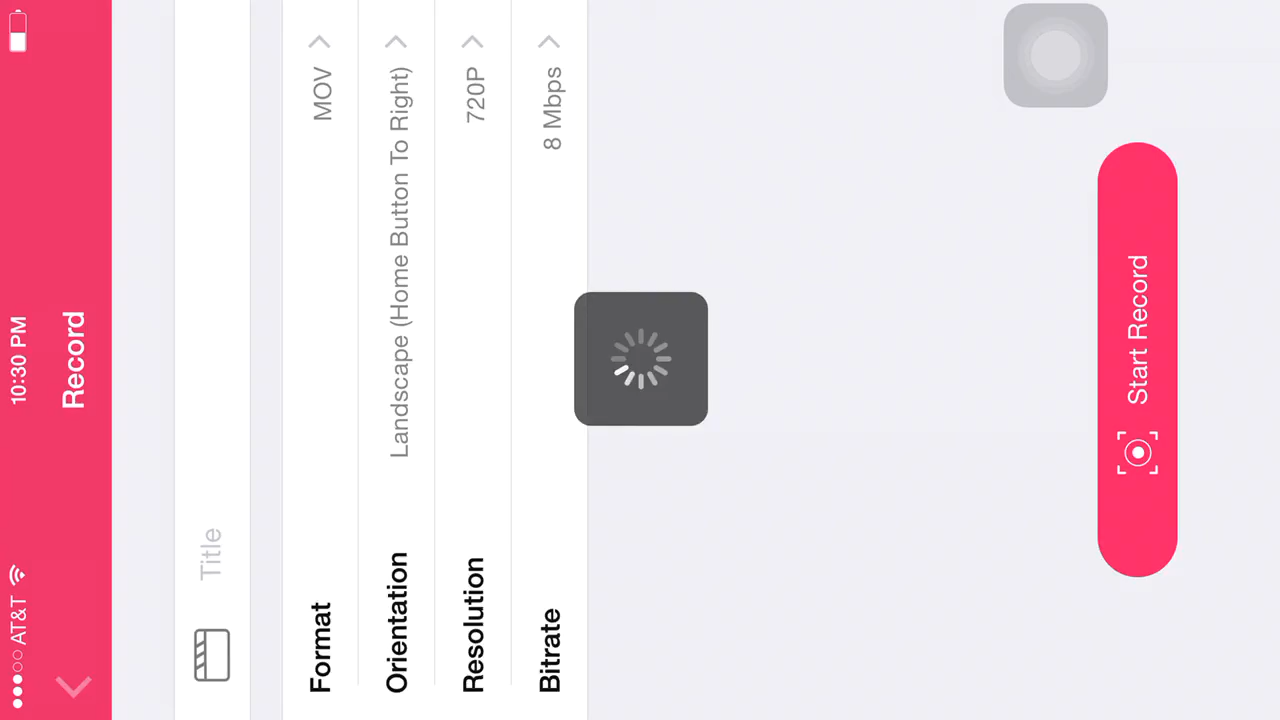 AT&T 10:30 PM
Record
Title
Format MOV
Orientation Landscape (Home Button To Right)
Resolution 720P
Bitrate 8 Mbps
Start Record